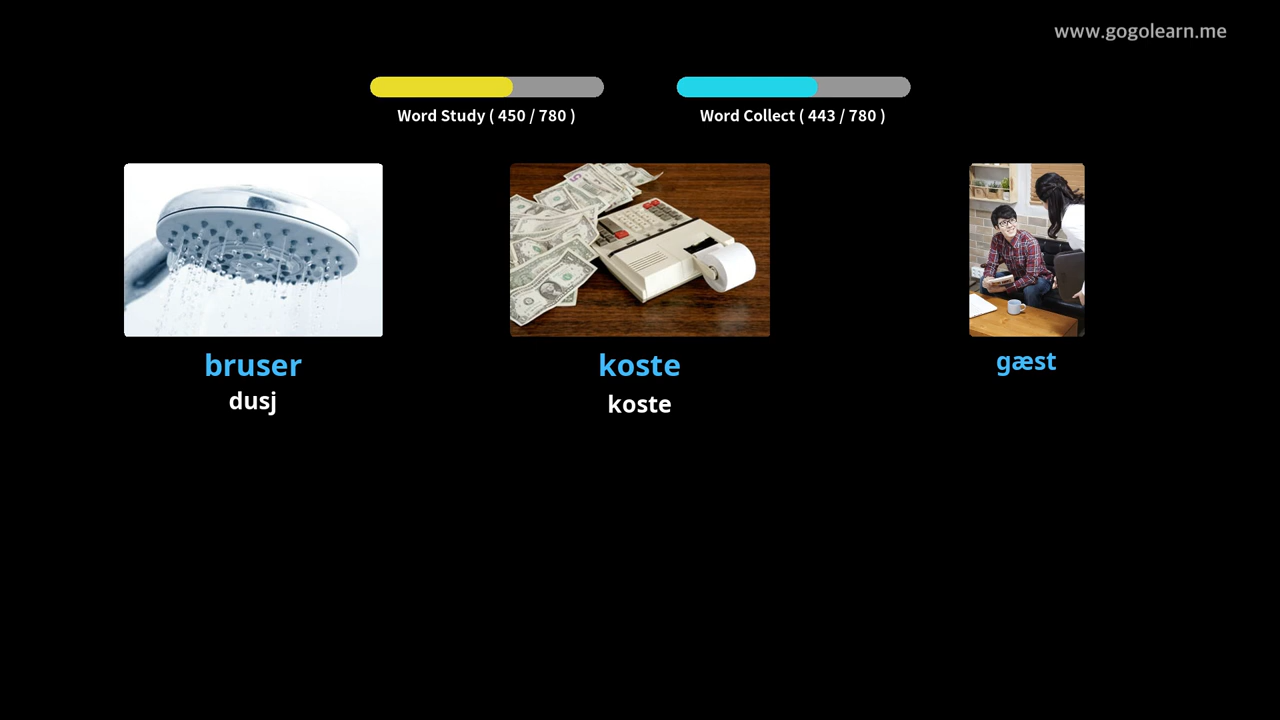 www.gogolearn.me
Word Study ( 450 / 780 )
Word Collect ( 443 / 780 )
bruser
dusj
koste
koste
gæst